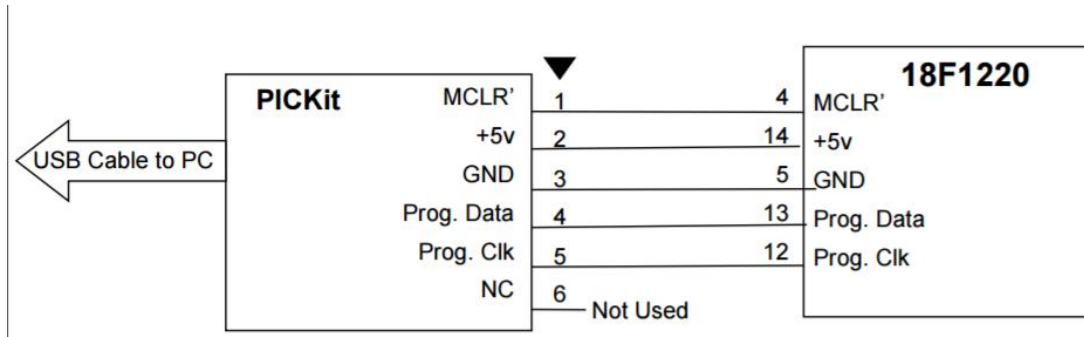 18F1220
PICKit MCLR' 1 4 MCLR'
+5v 2 14 +5v
USB Cable to PC
GND 3 5 GND
Prog. Data 4 13 Prog. Data
Prog. Clk 5 12 Prog. Clk
NC 6 Not Used